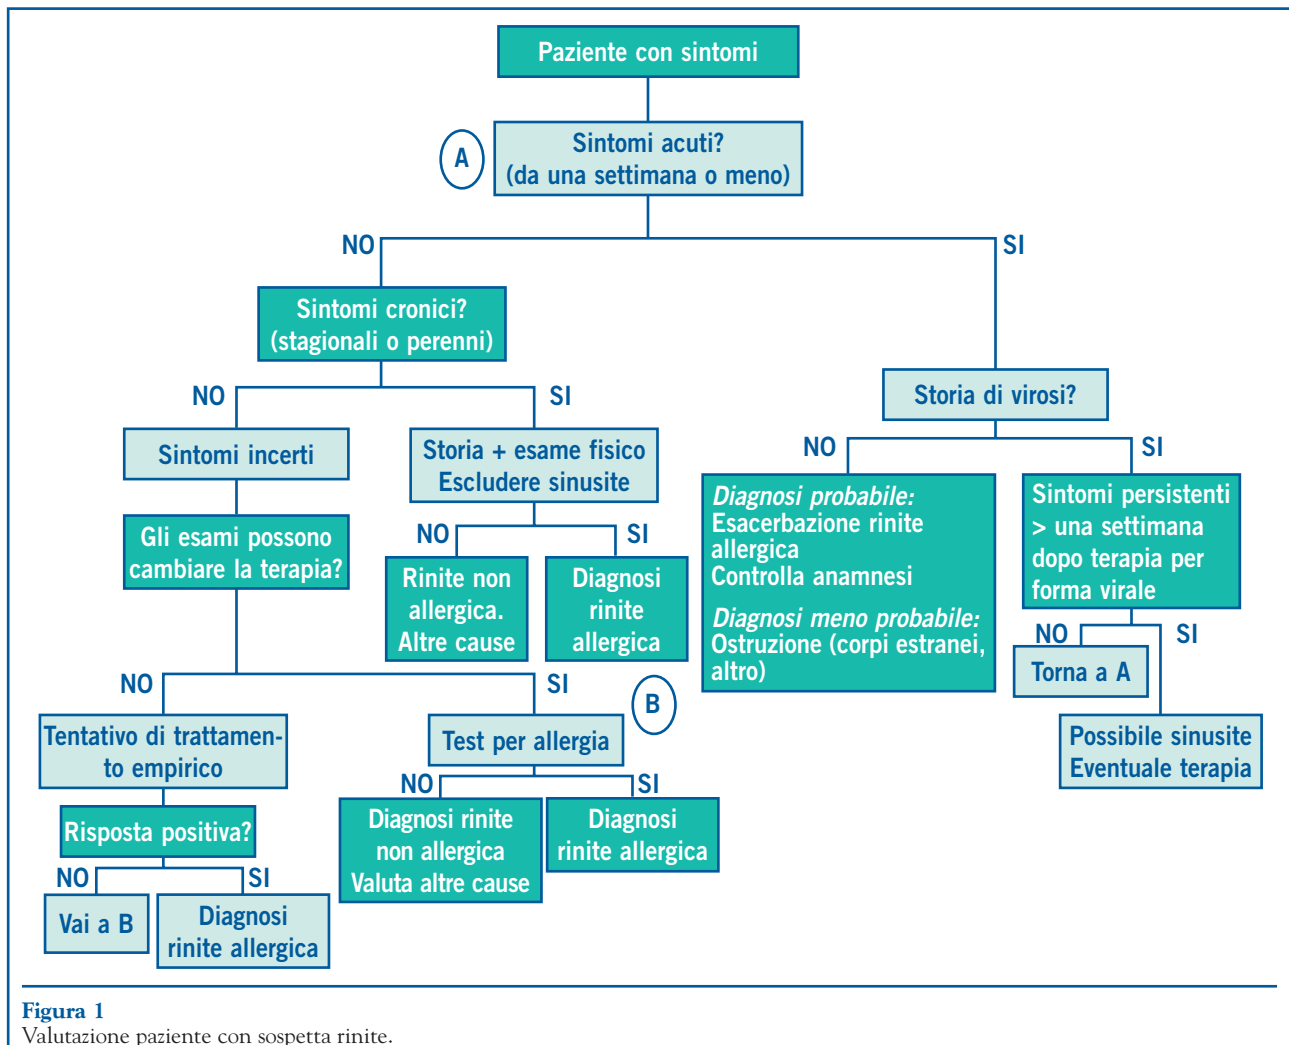 Paziente con sintomi
A
Sintomi acuti?
(da una settimana o meno)
NO
SI
Sintomi cronici?
(stagionali o perenni)
NO
SI
Storia di virosi?
Sintomi incerti
Storia + esame fisico
Escludere sinusite
NO
SI
Diagnosi probabile:
Esacerbazione rinite
allergica
Controlla anamnesi
Diagnosi meno probabile:
Ostruzione (corpi estranei,
altro)
Sintomi persistenti
> una settimana
dopo terapia per
forma virale
Gli esami possono
cambiare la terapia?
NO
SI
Rinite non
allergica.
Altre cause
Diagnosi
rinite
allergica
NO
SI
Torna a A
Possibile sinusite
Eventuale terapia
NO
SI
B
Tentativo di trattamen-
to empirico
Test per allergia
NO
SI
Risposta positiva?
Diagnosi rinite
non allergica
Valuta altre cause
Diagnosi
rinite allergica
NO
SI
Vai a B
Diagnosi
rinite allergica
Figura 1
Valutazione paziente con sospetta rinite.